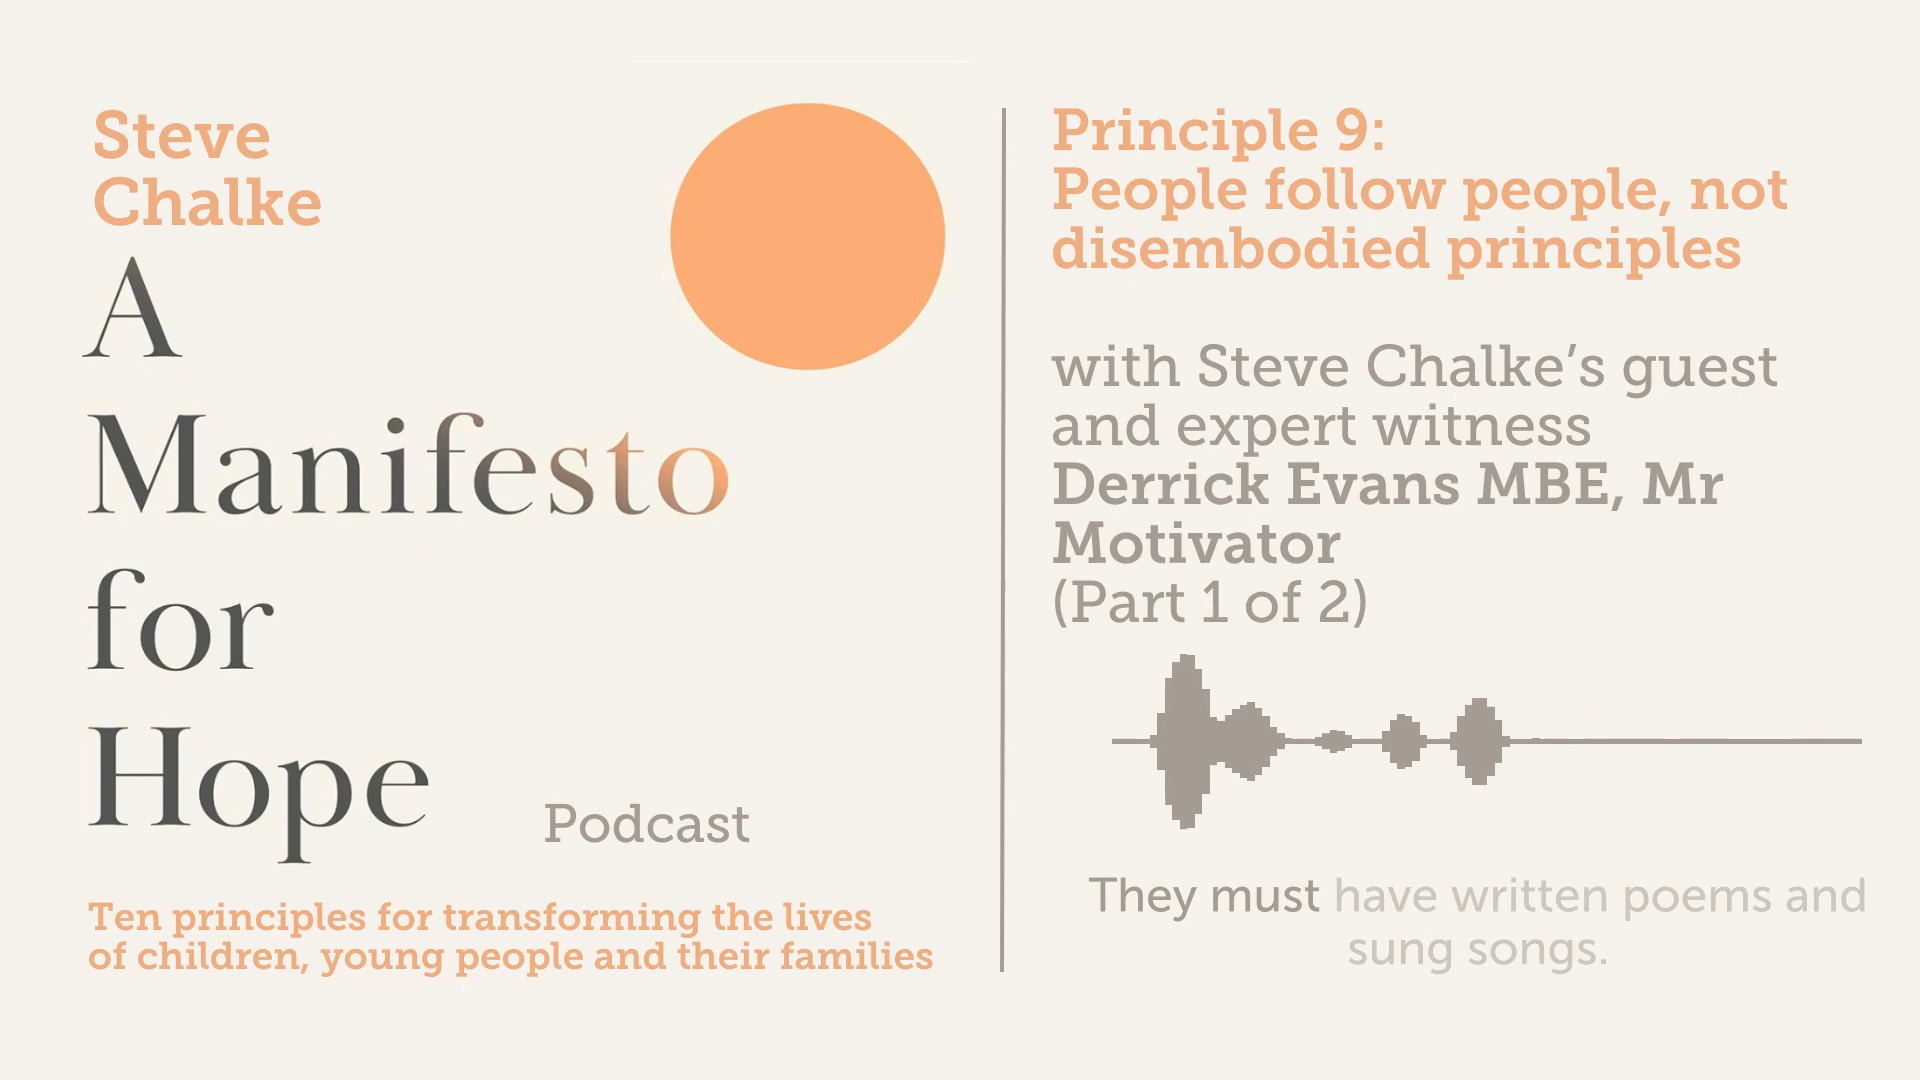 Steve
Chalke
A
Manifesto
for
Hope
Podcast
Ten principles for transforming the lives
of children, young people and their families
Principle 9:
People follow people, not
disembodied principles
with Steve Chalke’s guest
and expert witness
Derrick Evans MBE, Mr
Motivator
(Part 1 of 2)
They must have written poems and
sung songs.